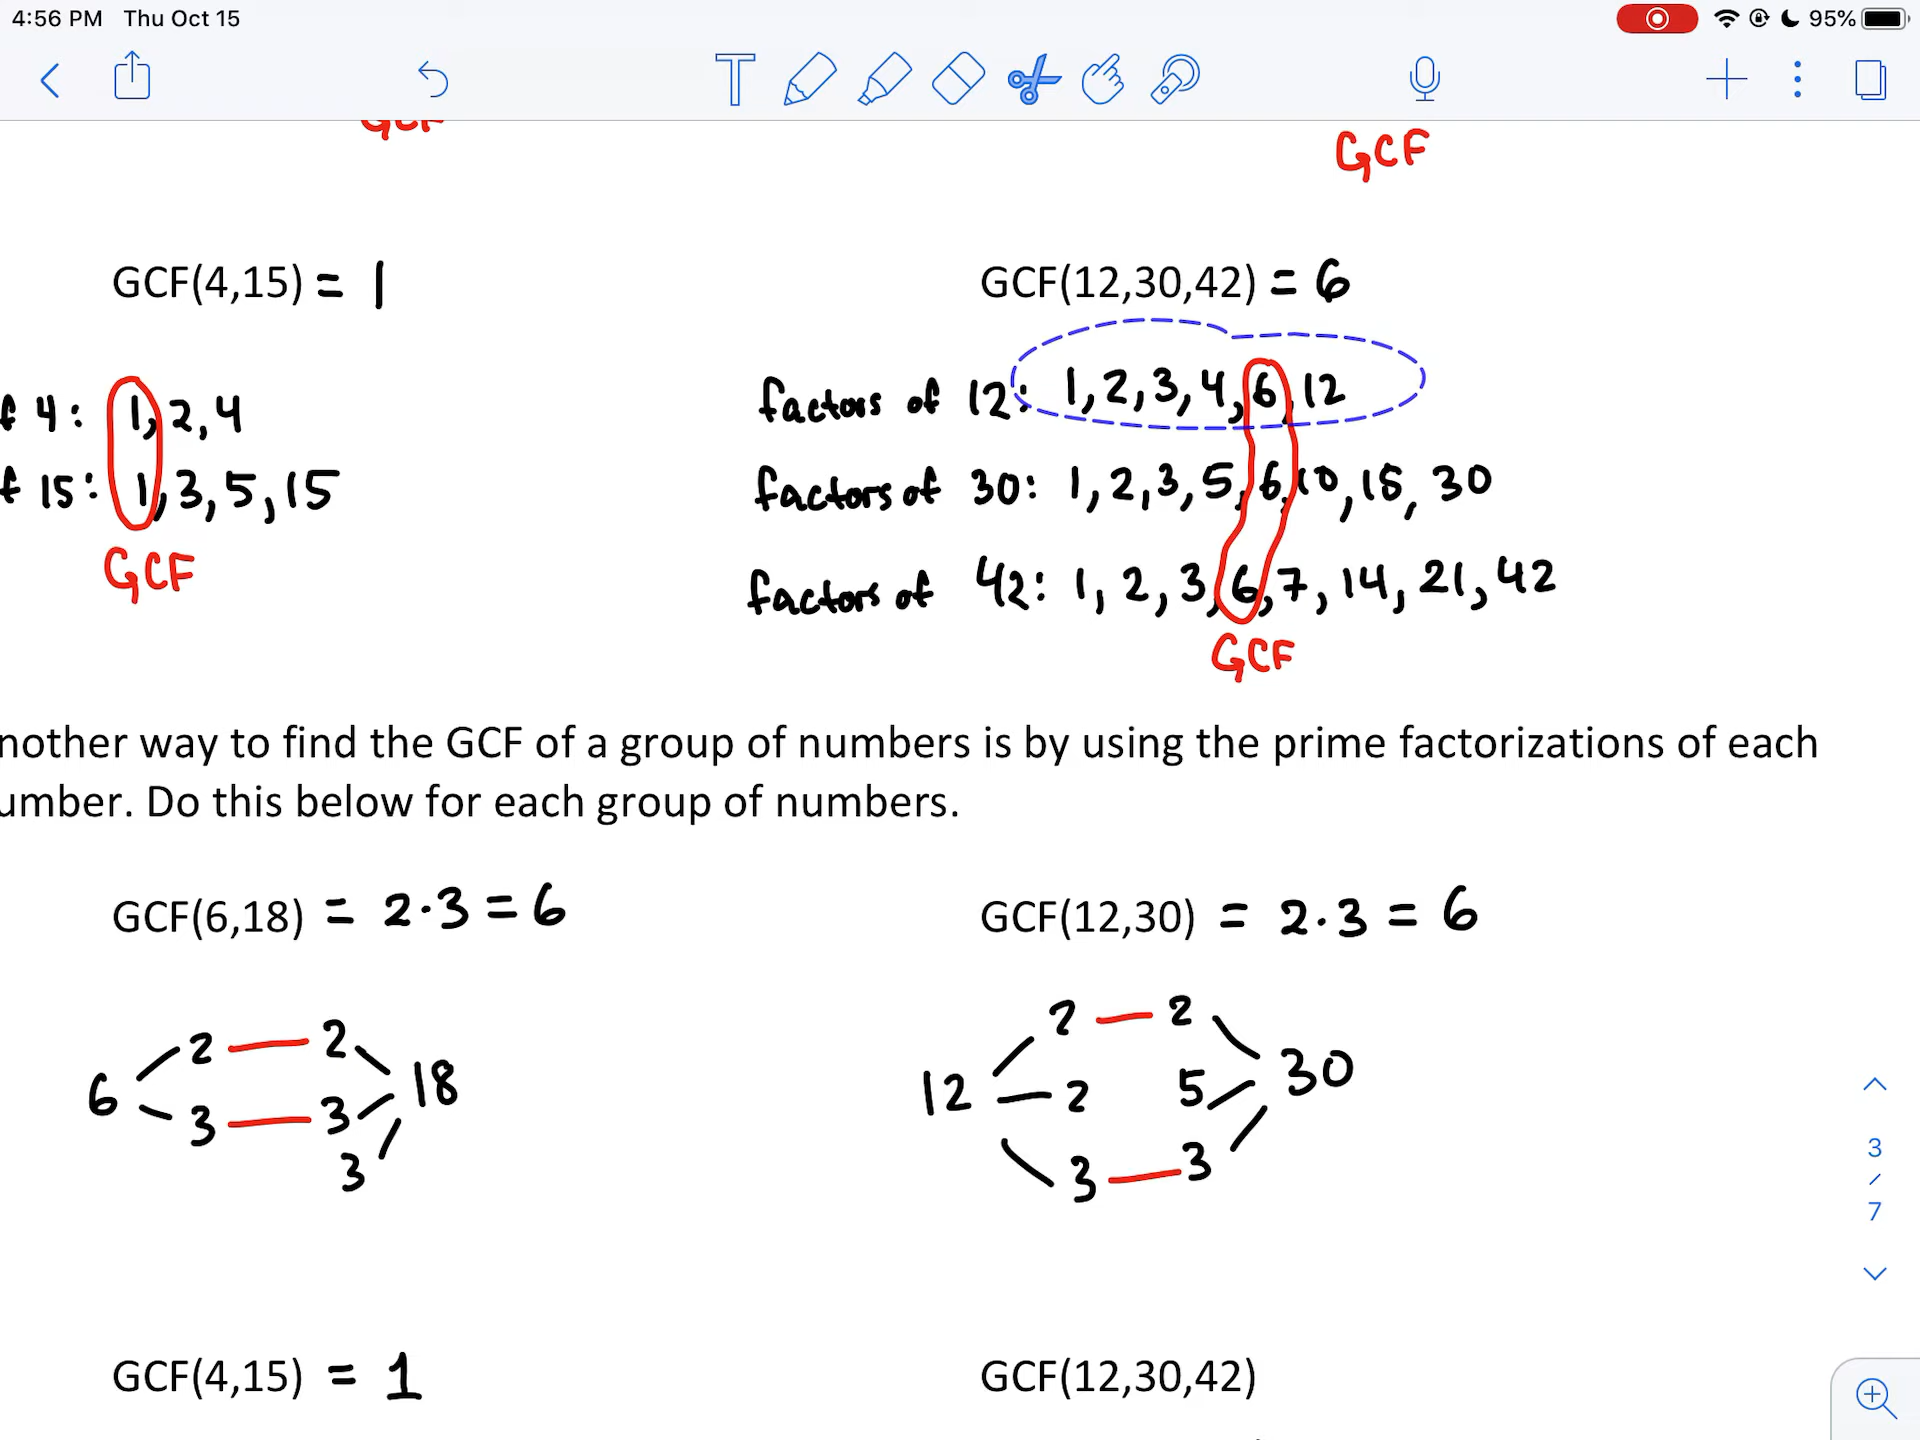 4:56 PM Thu Oct 15 95%
GCF
GCF(4,15) = 1 GCF(12,30,42) = 6
f 4: 1, 2, 4 factors of 12: 1, 2, 3, 4, 6, 12
f 15: 1, 3, 5, 15 factors of 30: 1, 2, 3, 5, 6, 10, 15, 30
GCF factors of 42: 1, 2, 3, 6, 7, 14, 21, 42
GCF
nother way to find the GCF of a group of numbers is by using the prime factorizations of each
umber. Do this below for each group of numbers.
GCF(6,18) = 2·3 = 6 GCF(12,30) = 2·3 = 6
2 — 2 2 — 2
6 18 12 2 5 30
3 — 3 3 — 3
3
3
/
7
GCF(4,15) = 1 GCF(12,30,42)